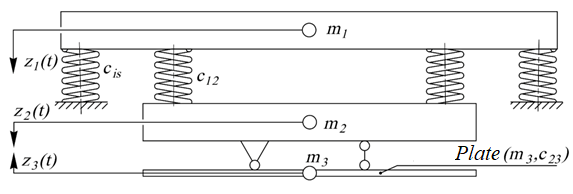 m1
z1(t)
cis
c12
z2(t)
m2
z3(t)
m3
Plate (m3,c23)